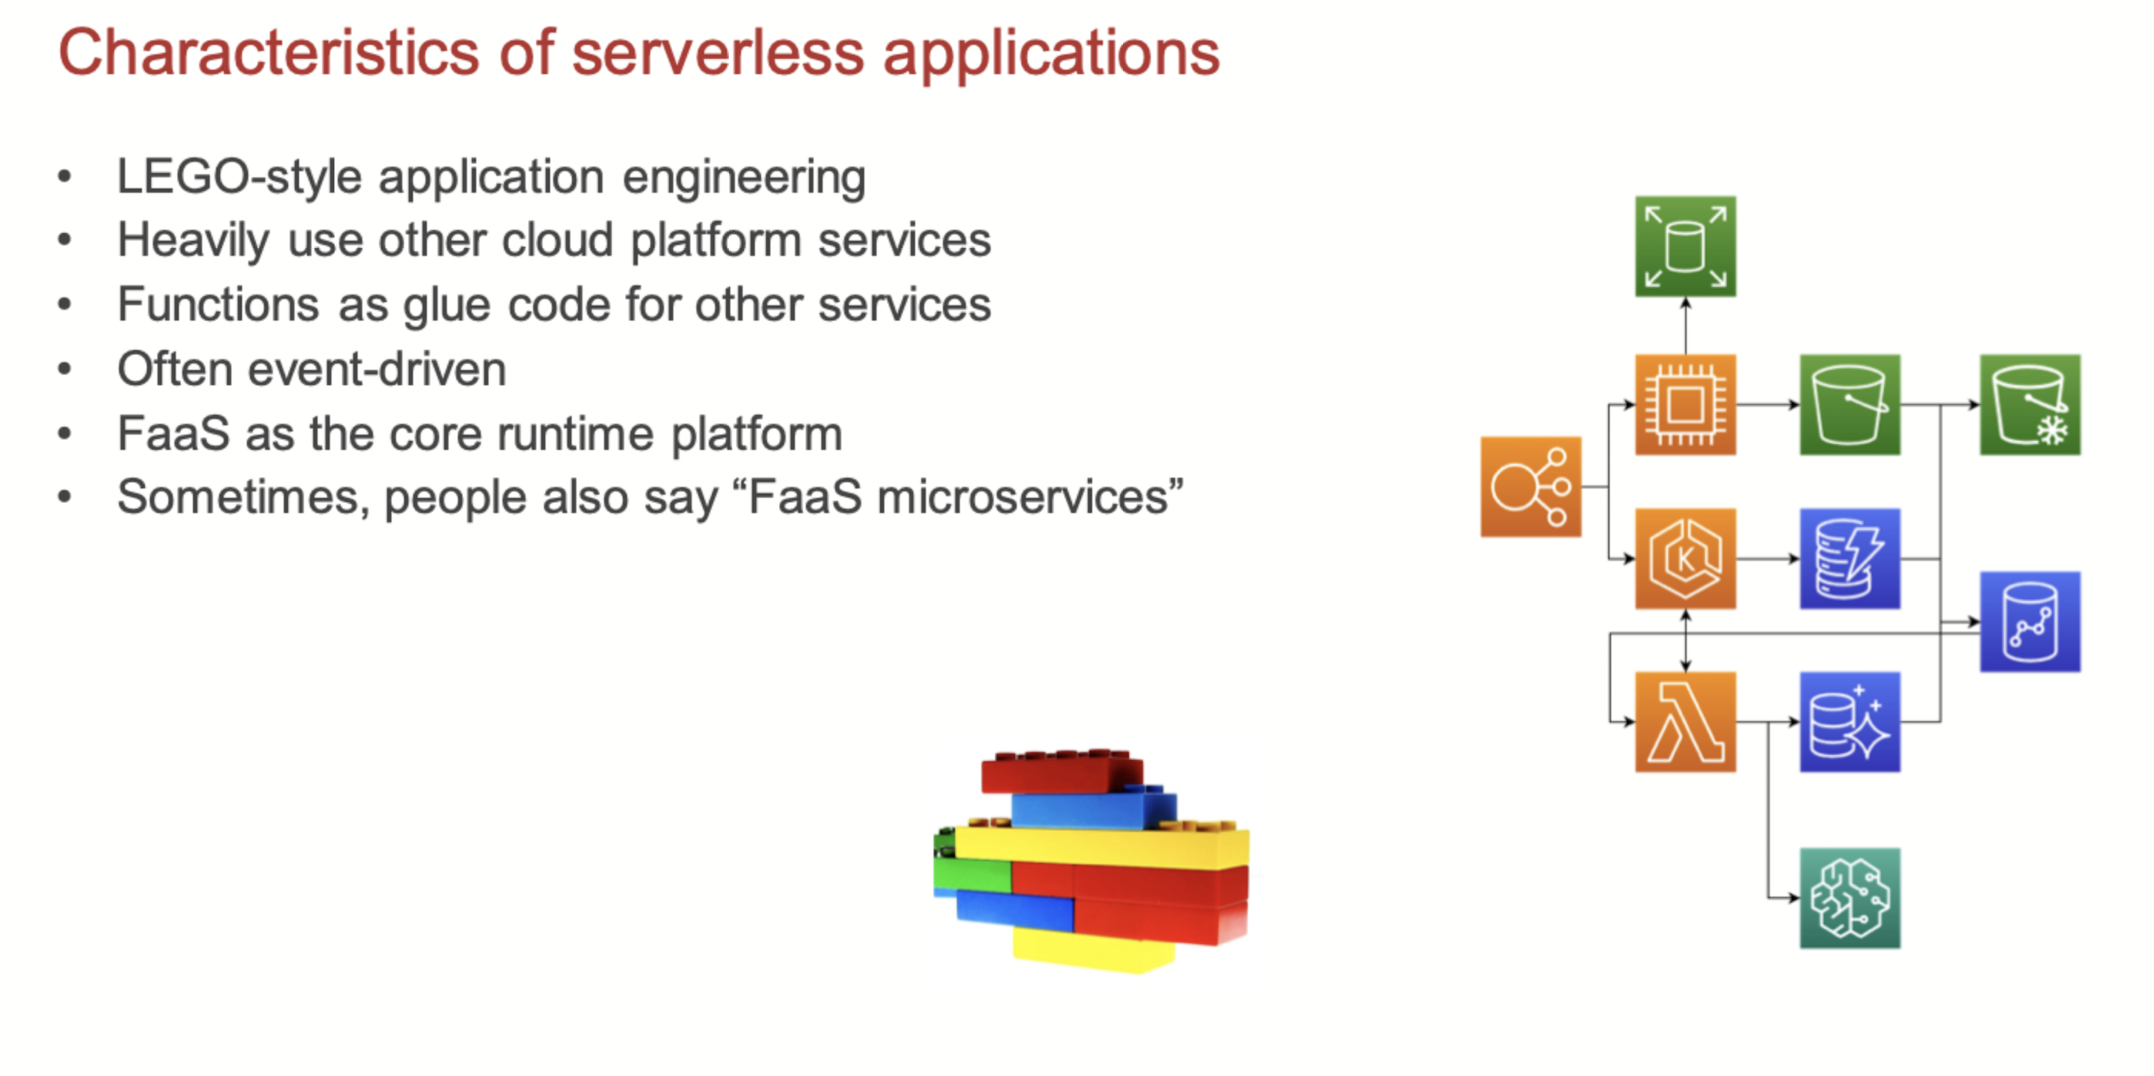 Characteristics of serverless applications
• LEGO-style application engineering
• Heavily use other cloud platform services
• Functions as glue code for other services
• Often event-driven
• FaaS as the core runtime platform
• Sometimes, people also say “FaaS microservices”
K